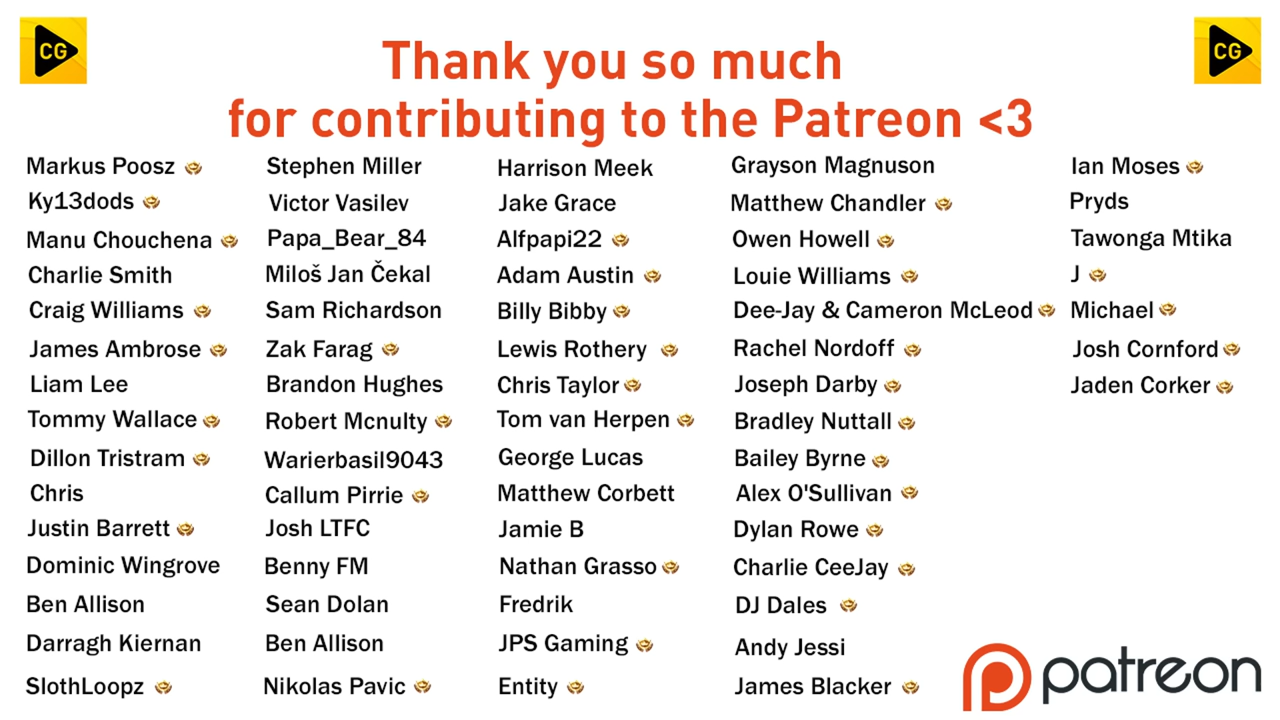 CG
CG
Thank you so much
for contributing to the Patreon <3
Markus Poosz
Ky13dods
Manu Chouchena
Charlie Smith
Craig Williams
James Ambrose
Liam Lee
Tommy Wallace
Dillon Tristram
Chris
Justin Barrett
Dominic Wingrove
Ben Allison
Darragh Kiernan
SlothLoopz
Stephen Miller
Victor Vasilev
Papa_Bear_84
Miloš Jan Čekal
Sam Richardson
Zak Farag
Brandon Hughes
Robert Mcnulty
Warierbasil9043
Callum Pirrie
Josh LTFC
Benny FM
Sean Dolan
Ben Allison
Nikolas Pavic
Harrison Meek
Jake Grace
Alfpapi22
Adam Austin
Billy Bibby
Lewis Rothery
Chris Taylor
Tom van Herpen
George Lucas
Matthew Corbett
Jamie B
Nathan Grasso
Fredrik
JPS Gaming
Entity
Grayson Magnuson
Matthew Chandler
Owen Howell
Louie Williams
Dee-Jay & Cameron McLeod
Rachel Nordoff
Joseph Darby
Bradley Nuttall
Bailey Byrne
Alex O'Sullivan
Dylan Rowe
Charlie CeeJay
DJ Dales
Andy Jessi
James Blacker
Ian Moses
Pryds
Tawonga Mtika
J
Michael
Josh Cornford
Jaden Corker
patreon